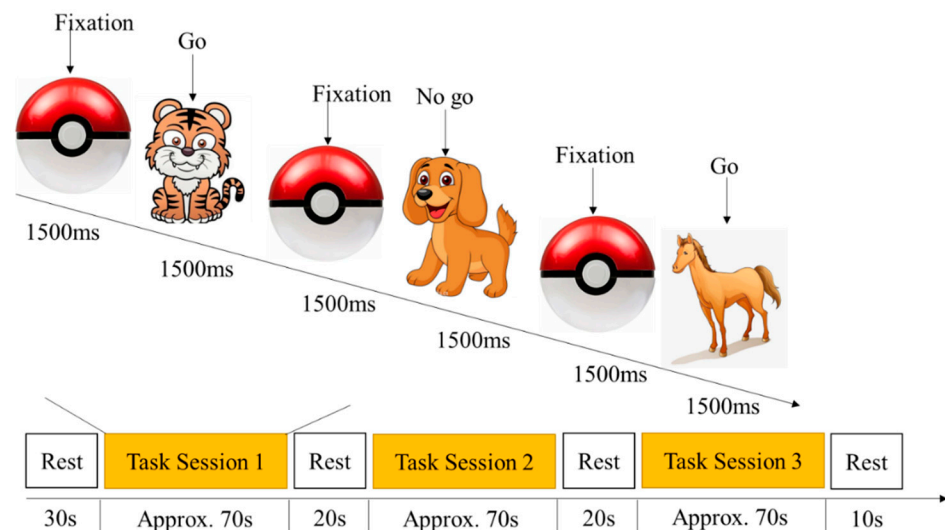 Fixation
Go
Fixation
No go
Fixation
Go
1500ms
1500ms
1500ms
1500ms
1500ms
1500ms
Rest
Task Session 1
Rest
Task Session 2
Rest
Task Session 3
Rest
30s
Approx. 70s
20s
Approx. 70s
20s
Approx. 70s
10s